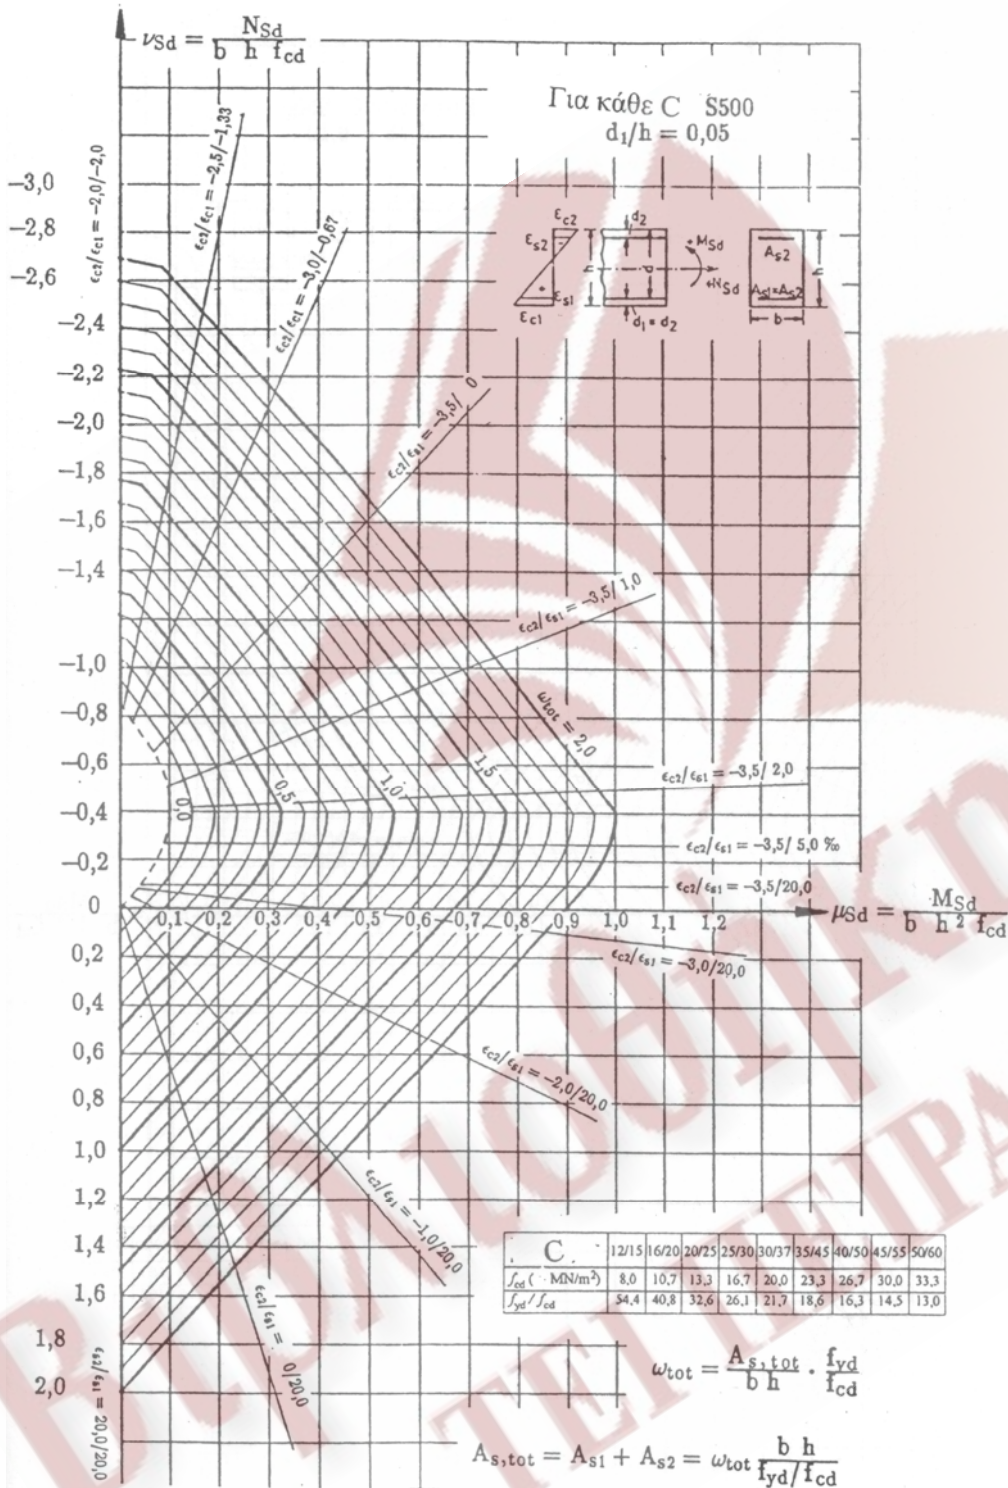 νSd = NSd / b h fcd
Για κάθε C S500
d1/h = 0,05
εc2/εc1 = -2,0/-2,0
εc2/εc1 = -2,5/-1,33
εc2/εc1 = -3,0/-0,67
εc2/εs1 = -3,5/ 0
εc2/εs1 = -3,5/ 1,0
εc2/εs1 = -3,5/ 2,0
εc2/εs1 = -3,5/ 5,0 ‰
εc2/εs1 = -3,5/20,0
εc2/εs1 = -3,0/20,0
εc2/εs1 = -2,0/20,0
εc2/εs1 = -1,0/20,0
εc2/εs1 = 0/20,0
εs2/εs1 = 20,0/20,0
εc2
εs2
εs1
εc1
h
d2
d
d1 = d2
+MSd
+NSd
As2
As1=As2
b
h
-3,0
-2,8
-2,6
-2,4
-2,2
-2,0
-1,8
-1,6
-1,4
-1,0
-0,8
-0,6
-0,4
-0,2
0
0,2
0,4
0,6
0,8
1,0
1,2
1,4
1,6
1,8
2,0
ωtot = 2,0
1,5
1,0
0,5
0,0
0,1 0,2 0,3 0,4 0,5 0,6 0,7 0,8 0,9 1,0 1,1 1,2
μSd = MSd / b h 2 fcd
C 12/15 16/20 20/25 25/30 30/37 35/45 40/50 45/55 50/60
fcd ( MN/m²) 8,0 10,7 13,3 16,7 20,0 23,3 26,7 30,0 33,3
fyd/fcd 54,4 40,8 32,6 26,1 21,7 18,6 16,3 14,5 13,0
ωtot = As,tot / b h · fyd / fcd
As,tot = As1 + As2 = ωtot b h / fyd/fcd
Βιβλιοθήκη
ΤΕΙ ΠΕΙΡΑ